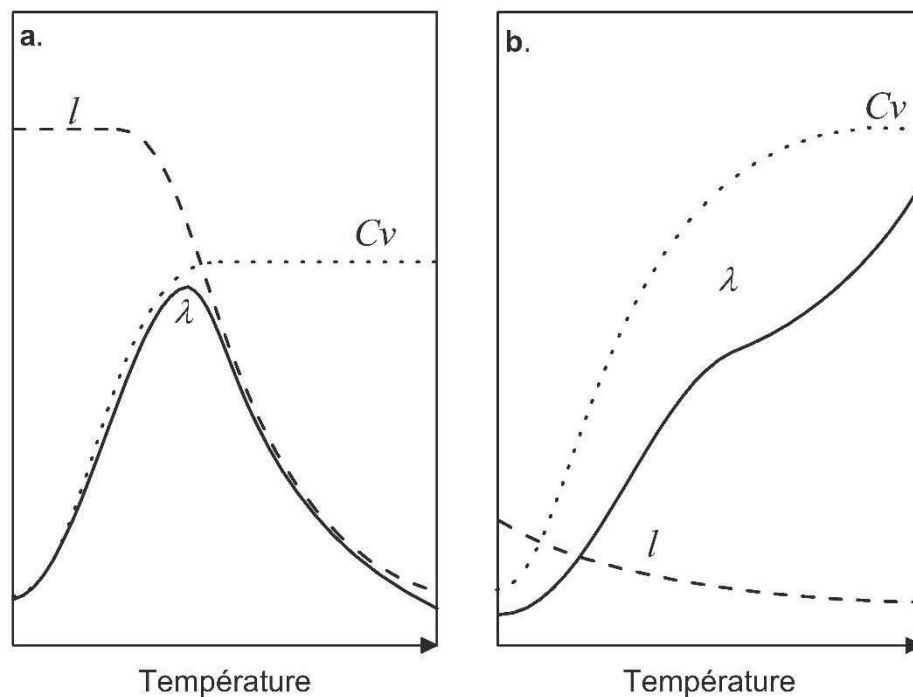 a.
l
Cv
λ
Température
b.
Cv
λ
l
Température